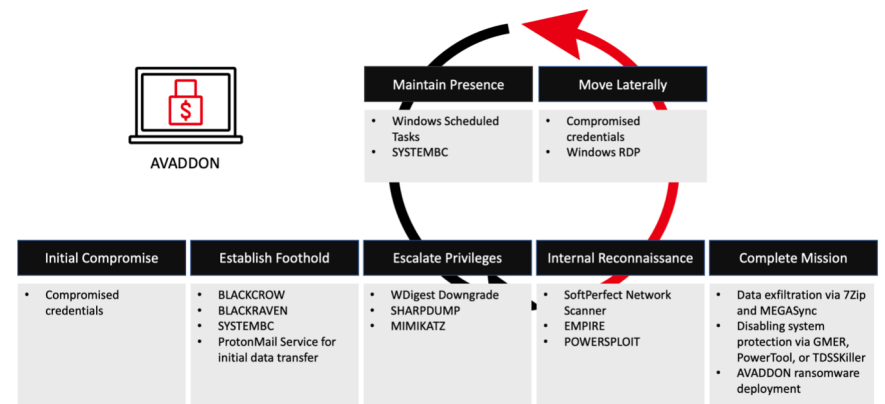 Maintain Presence
Move Laterally
• Windows Scheduled
Tasks
• SYSTEMBC
• Compromised
credentials
• Windows RDP
$
AVADDON
Initial Compromise
Establish Foothold
Escalate Privileges
Internal Reconnaissance
Complete Mission
• Compromised
credentials
• BLACKCROW
• BLACKRAVEN
• SYSTEMBC
• ProtonMail Service for
initial data transfer
• WDigest Downgrade
• SHARPDUMP
• MIMIKATZ
• SoftPerfect Network
Scanner
• EMPIRE
• POWERSPLOIT
• Data exfiltration via 7Zip
and MEGASync
• Disabling system
protection via GMER,
PowerTool, or TDSSKiller
• AVADDON ransomware
deployment